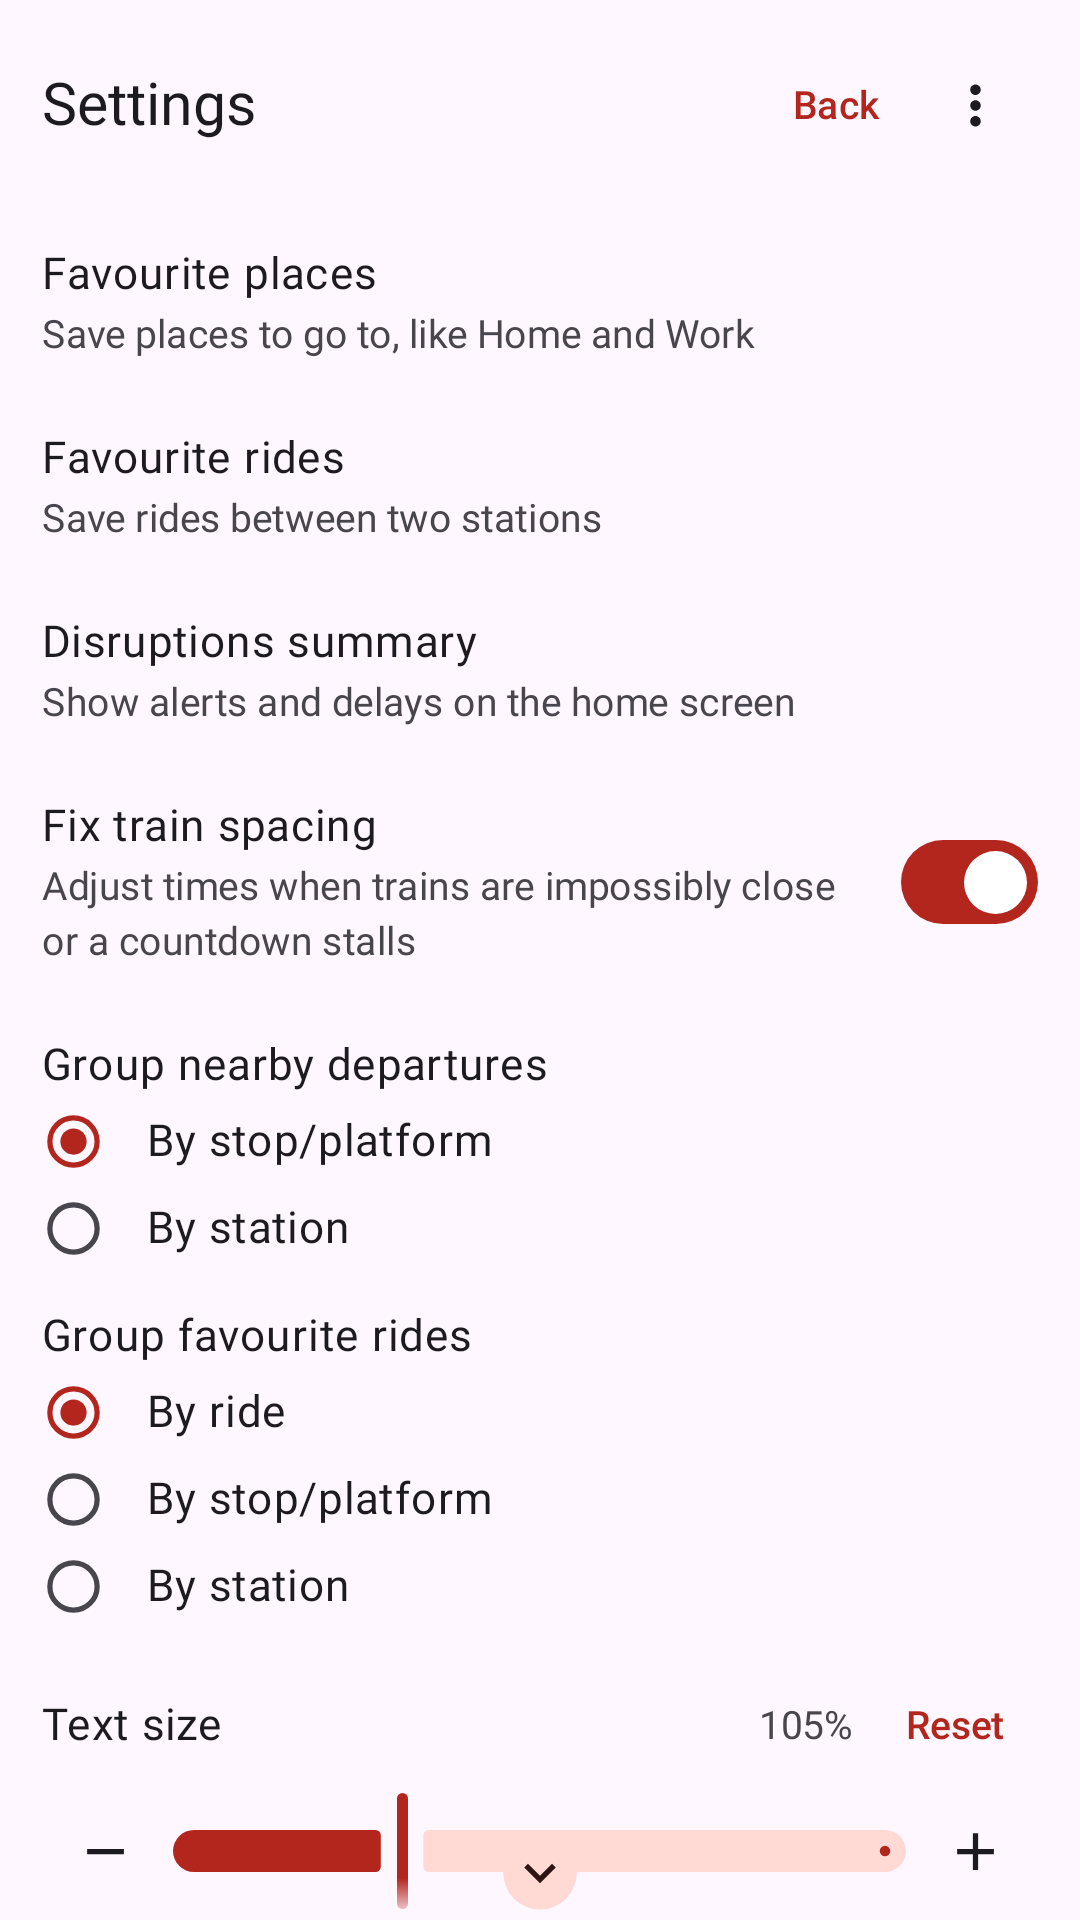 Settings
Back
Favourite places
Save places to go to, like Home and Work
Favourite rides
Save rides between two stations
Disruptions summary
Show alerts and delays on the home screen
Fix train spacing
Adjust times when trains are impossibly close
or a countdown stalls
Group nearby departures
By stop/platform
By station
Group favourite rides
By ride
By stop/platform
By station
Text size
105%
Reset